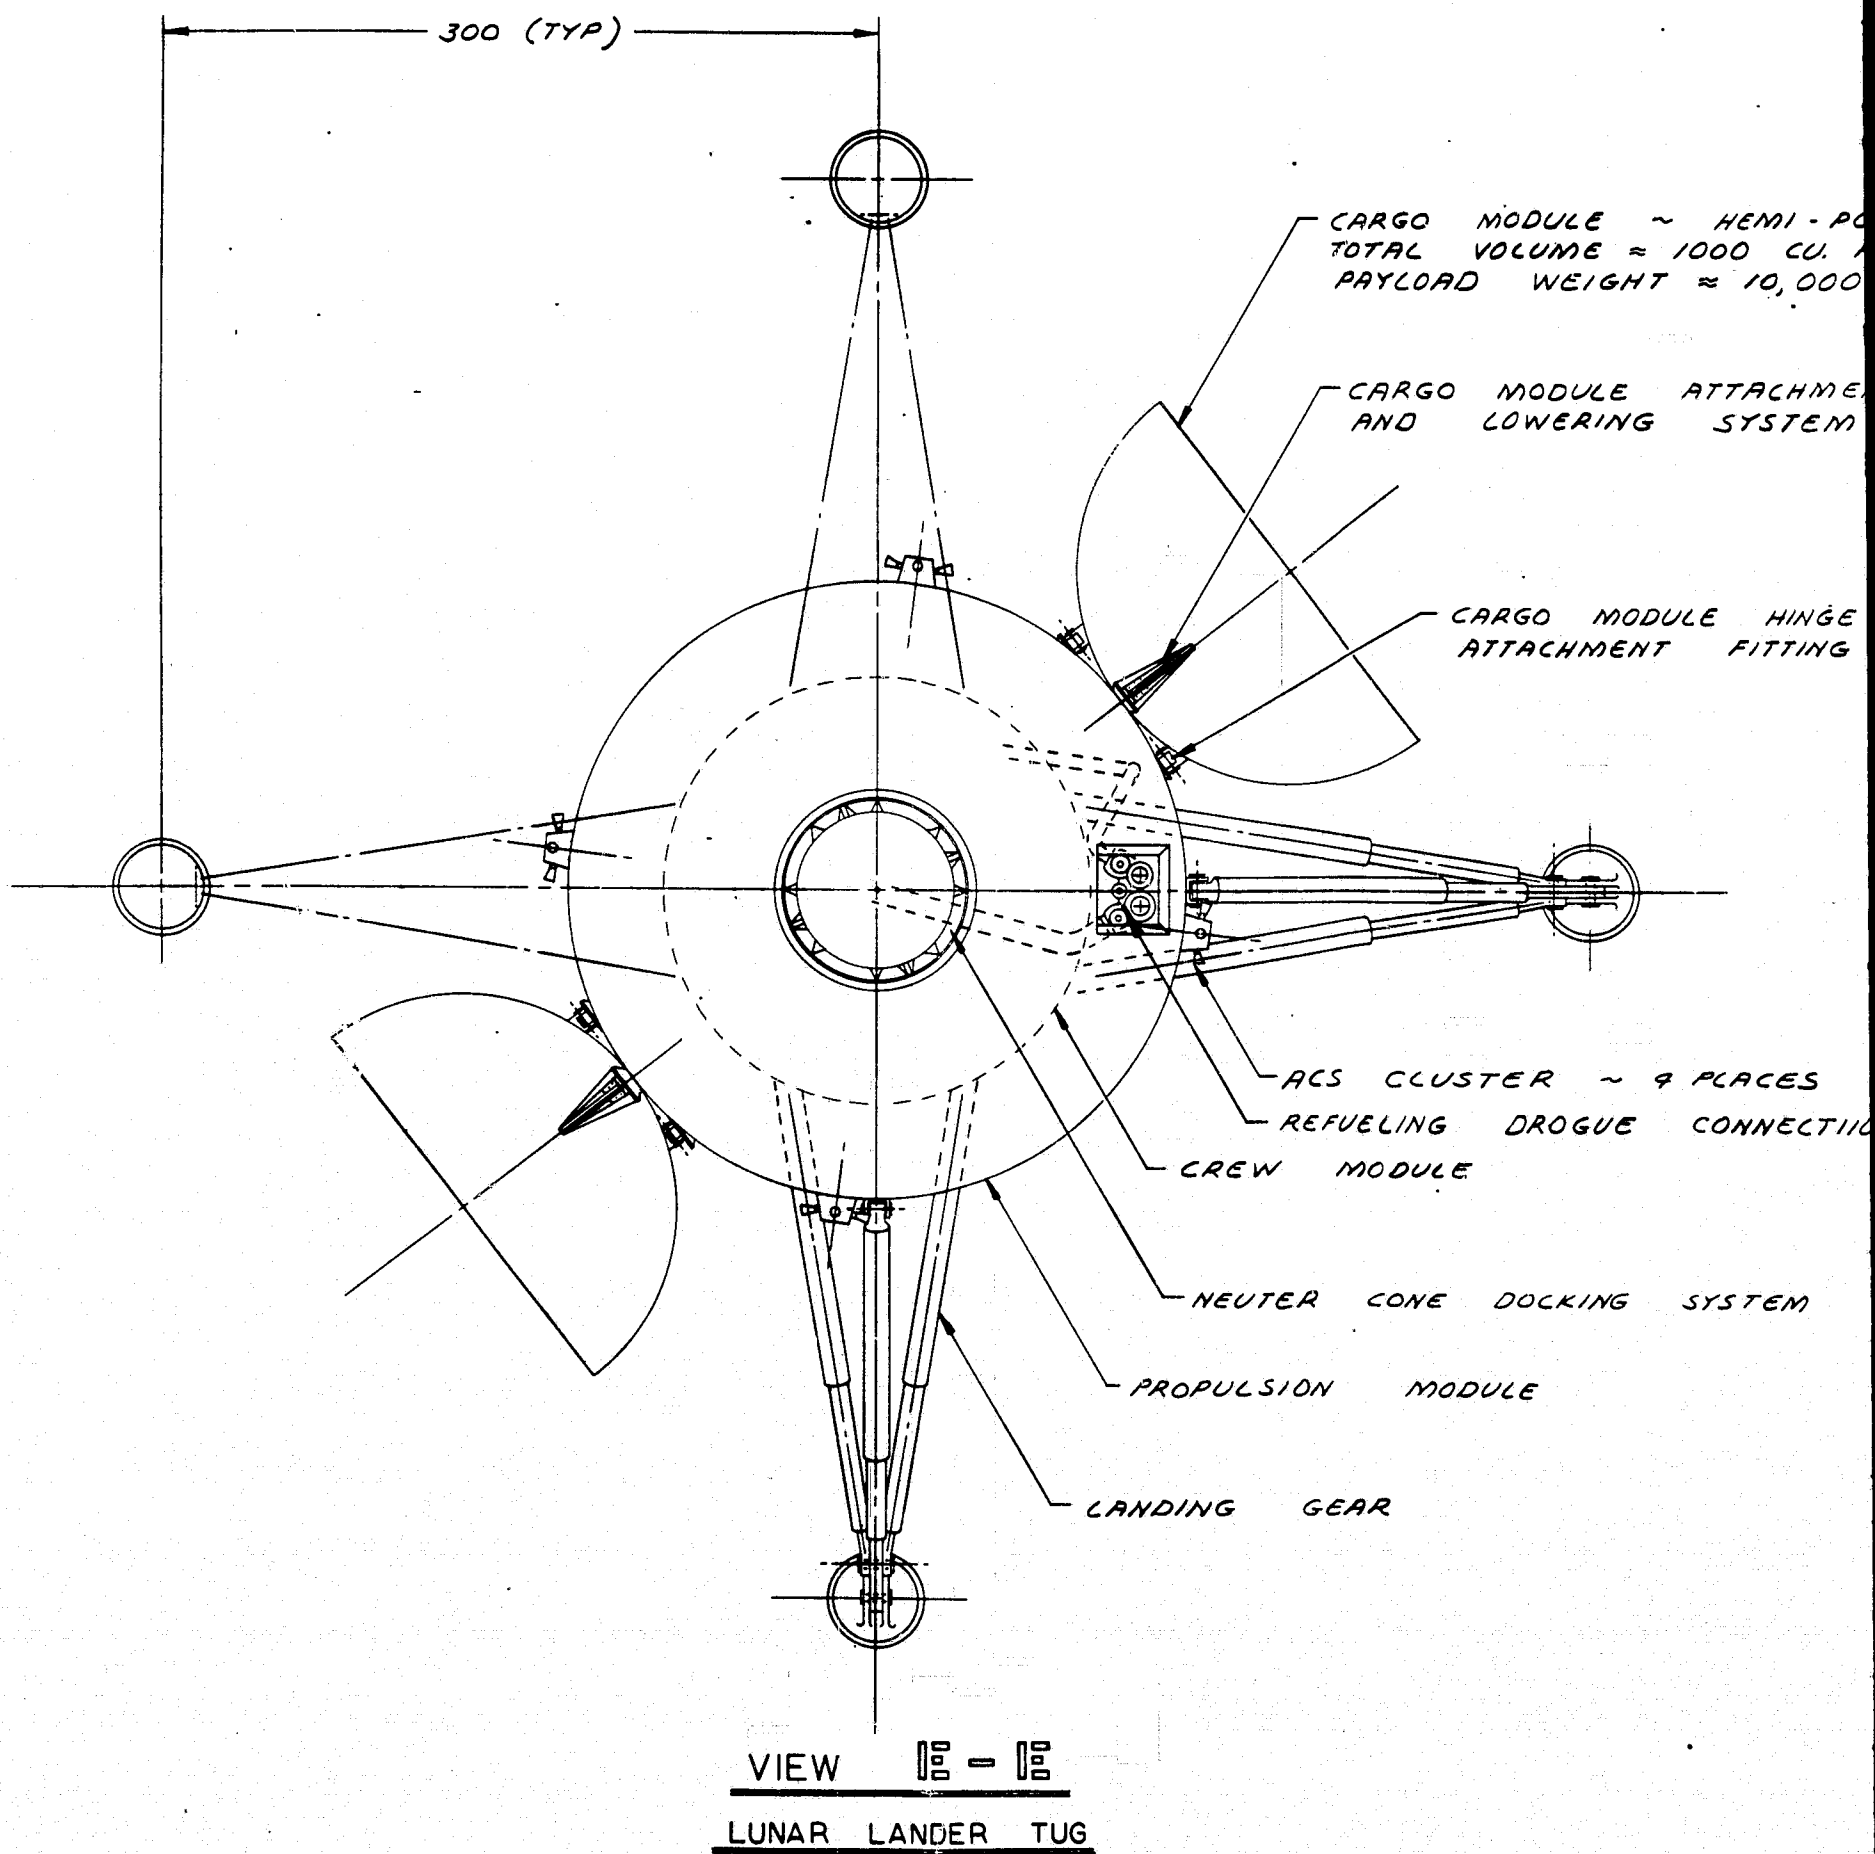 300 (TYP)
CARGO MODULE ~ HEMI-
TOTAL VOLUME ≈ 1000 CU.
PAYLOAD WEIGHT ≈ 10,000
CARGO MODULE
AND LOWERING SYSTEM
CARGO MODULE HINGE
ATTACHMENT FITTING
ACS CLUSTER ~ 4 PLACES
REFUELING DROGUE
CREW MODULE
NEUTER CONE DOCKING SYSTEM
PROPULSION MODULE
LANDING GEAR
VIEW E-E
LUNAR LANDER TUG